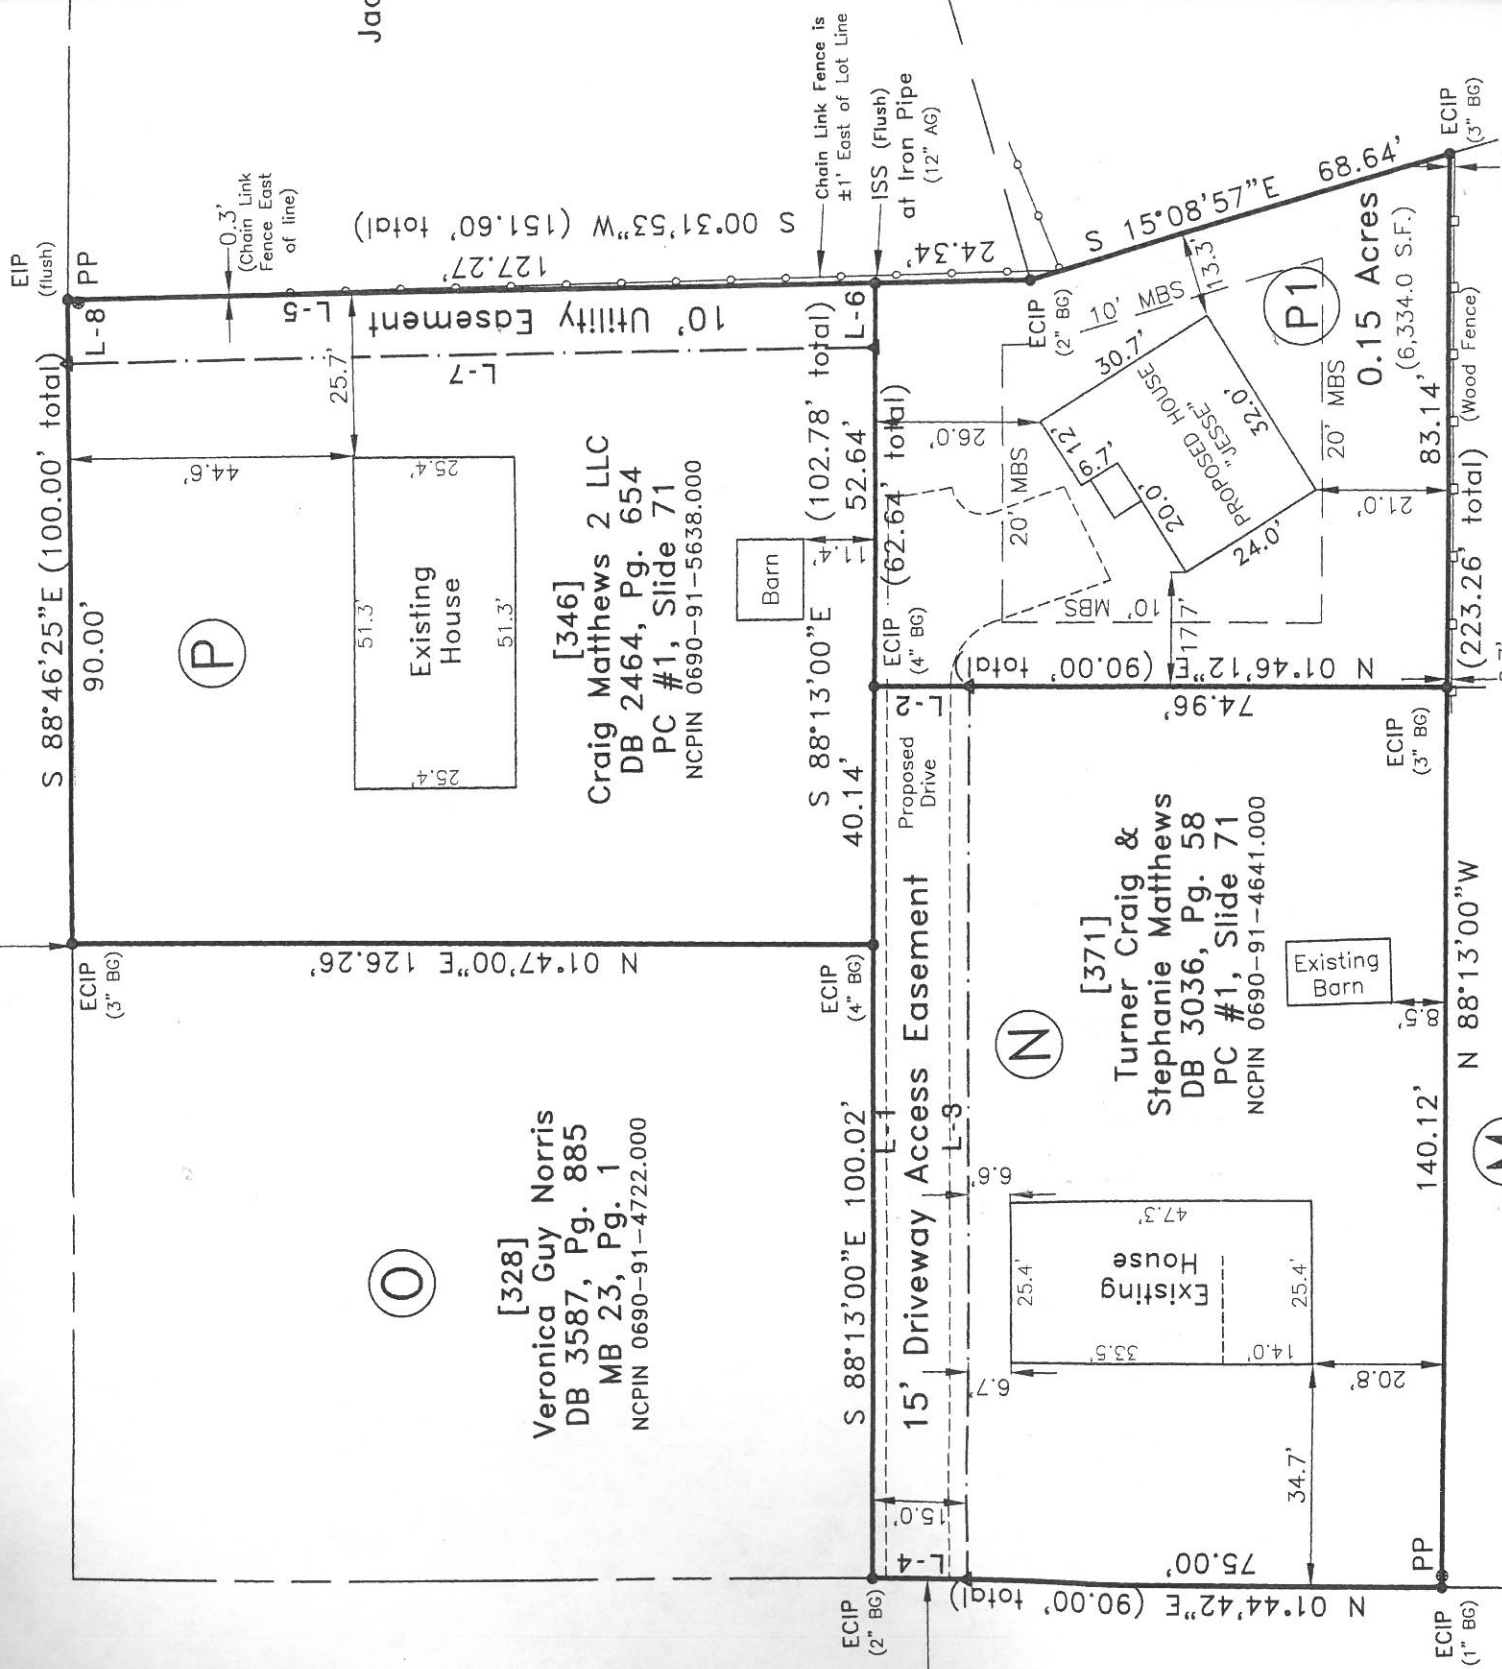 Jac
EIP
(flush)
PP
L-8
S 88°46'25"E (100.00' total)
90.00'
0.3'
(Chain Link
Fence East
of line)
S 00°31'53"W (151.60' total)
127.27'
L-5
10' Utility Easement
L-7
25.7'
44.6'
Chain Link Fence is
±1' East of Lot Line
ISS (Flush)
at Iron Pipe
(12" AG)
24.34'
L-6
P
51.3'
25.4'
Existing
House
51.3'
25.4'
[346]
Craig Matthews 2 LLC
DB 2464, Pg. 654
PC #1, Slide 71
NCPIN 0690-91-5638.000
Barn
11.4'
S 88°13'00"E (102.78' total)
40.14'
52.64'
(62.64' total)
ECIP
(4" BG)
ECIP
(3" BG)
N 01°47'00"E 126.26'
ECIP
(4" BG)
O
[328]
Veronica Guy Norris
DB 3587, Pg. 885
MB 23, Pg. 1
NCPIN 0690-91-4722.000
S 88°13'00"E 100.02'
L-1
15' Driveway Access Easement
L-3
Proposed
Drive
L-2
15.0'
L-4
ECIP
(2" BG)
N 01°44'42"E (90.00' total)
75.00'
PP
ECIP
(1" BG)
6.7'
6.6'
25.4'
47.3'
Existing
House
33.5'
14.0'
25.4'
34.7'
20.8'
N
[371]
Turner Craig &
Stephanie Matthews
DB 3036, Pg. 58
PC #1, Slide 71
NCPIN 0690-91-4641.000
Existing
Barn
8.5'
140.12'
N 88°13'00"W
(223.26' total)
M
ECIP
(3" BG)
N 01°46'12"E (90.00' total)
74.96'
17.7'
10' MBS
20' MBS
26.0'
ECIP
(2" BG)
10' MBS
S 15°08'57"E
68.64'
13.3'
30.7'
12'
6.7'
20.0'
PROPOSED HOUSE
"JESSE"
32.0'
24.0'
21.0'
20' MBS
P1
0.15 Acres
(6,334.0 S.F.)
83.14'
(Wood Fence)
ECIP
(3" BG)